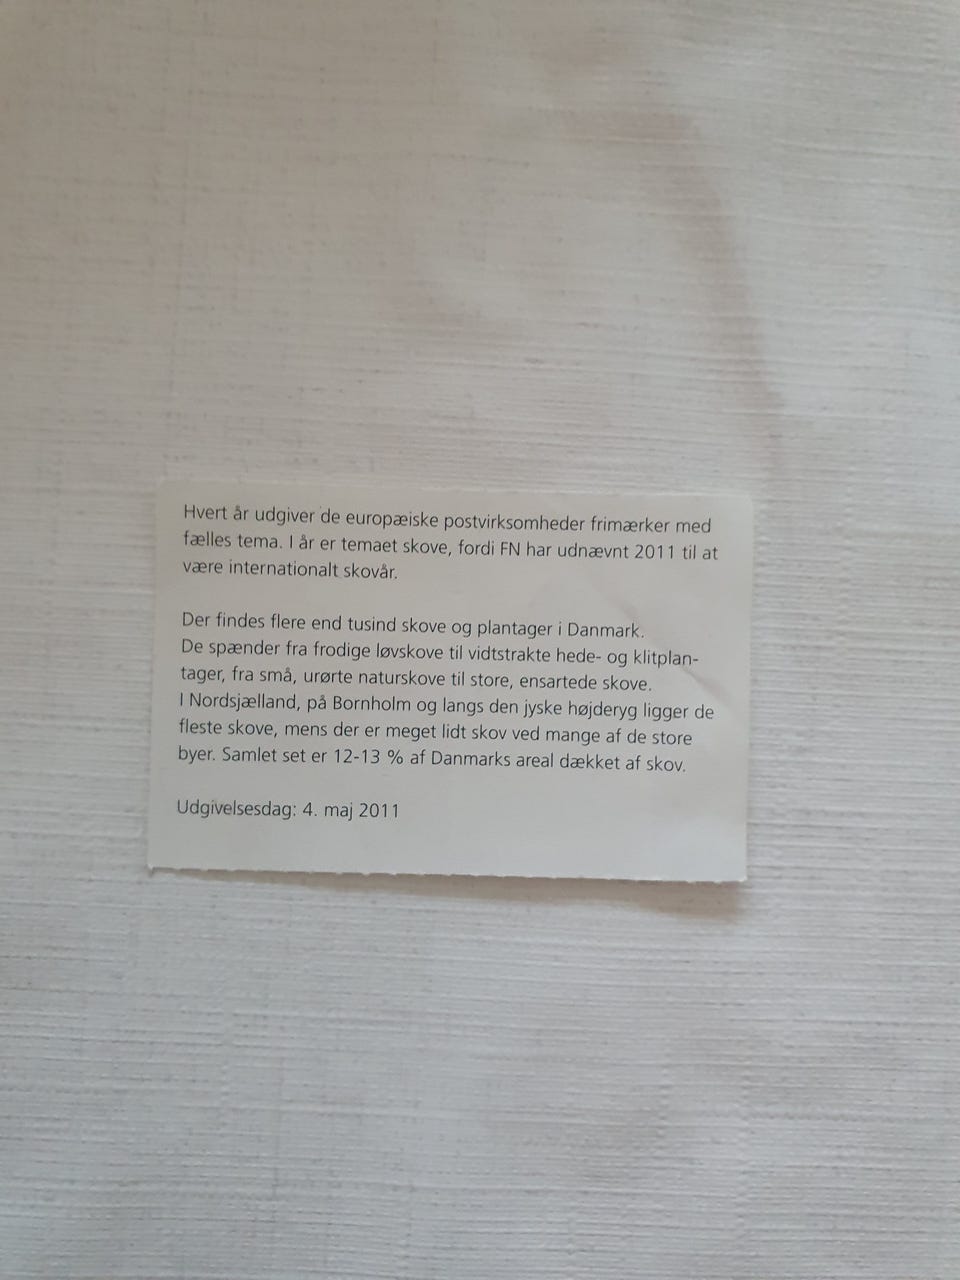 Hvert år udgiver de europæiske postvirksomheder frimærker med
fælles tema. I år er temaet skove, fordi FN har udnævnt 2011 til at
være internationalt skovår.
Der findes flere end tusind skove og plantager i Danmark.
De spænder fra frodige løvskove til vidtstrakte hede- og klitplan-
tager, fra små, urørte naturskove til store, ensartede skove.
I Nordsjælland, på Bornholm og langs den jyske højderyg ligger de
fleste skove, mens der er meget lidt skov ved mange af de store
byer. Samlet set er 12-13 % af Danmarks areal dækket af skov.
Udgivelsesdag: 4. maj 2011